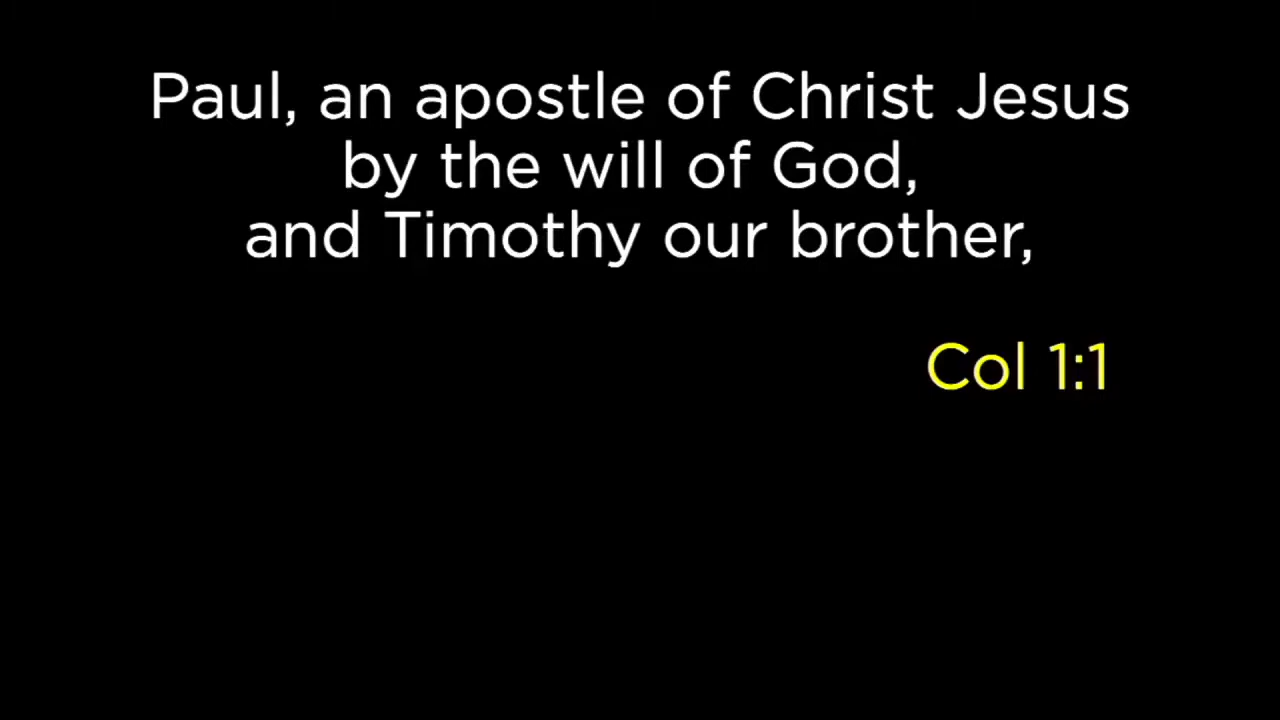 Paul, an apostle of Christ Jesus
by the will of God,
and Timothy our brother,
Col 1:1